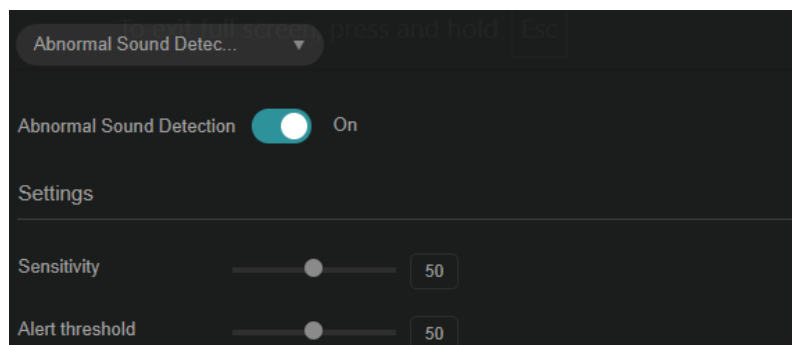 To exit full screen, press and hold Esc
Abnormal Sound Detec...
Abnormal Sound Detection On
Settings
Sensitivity 50
Alert threshold 50